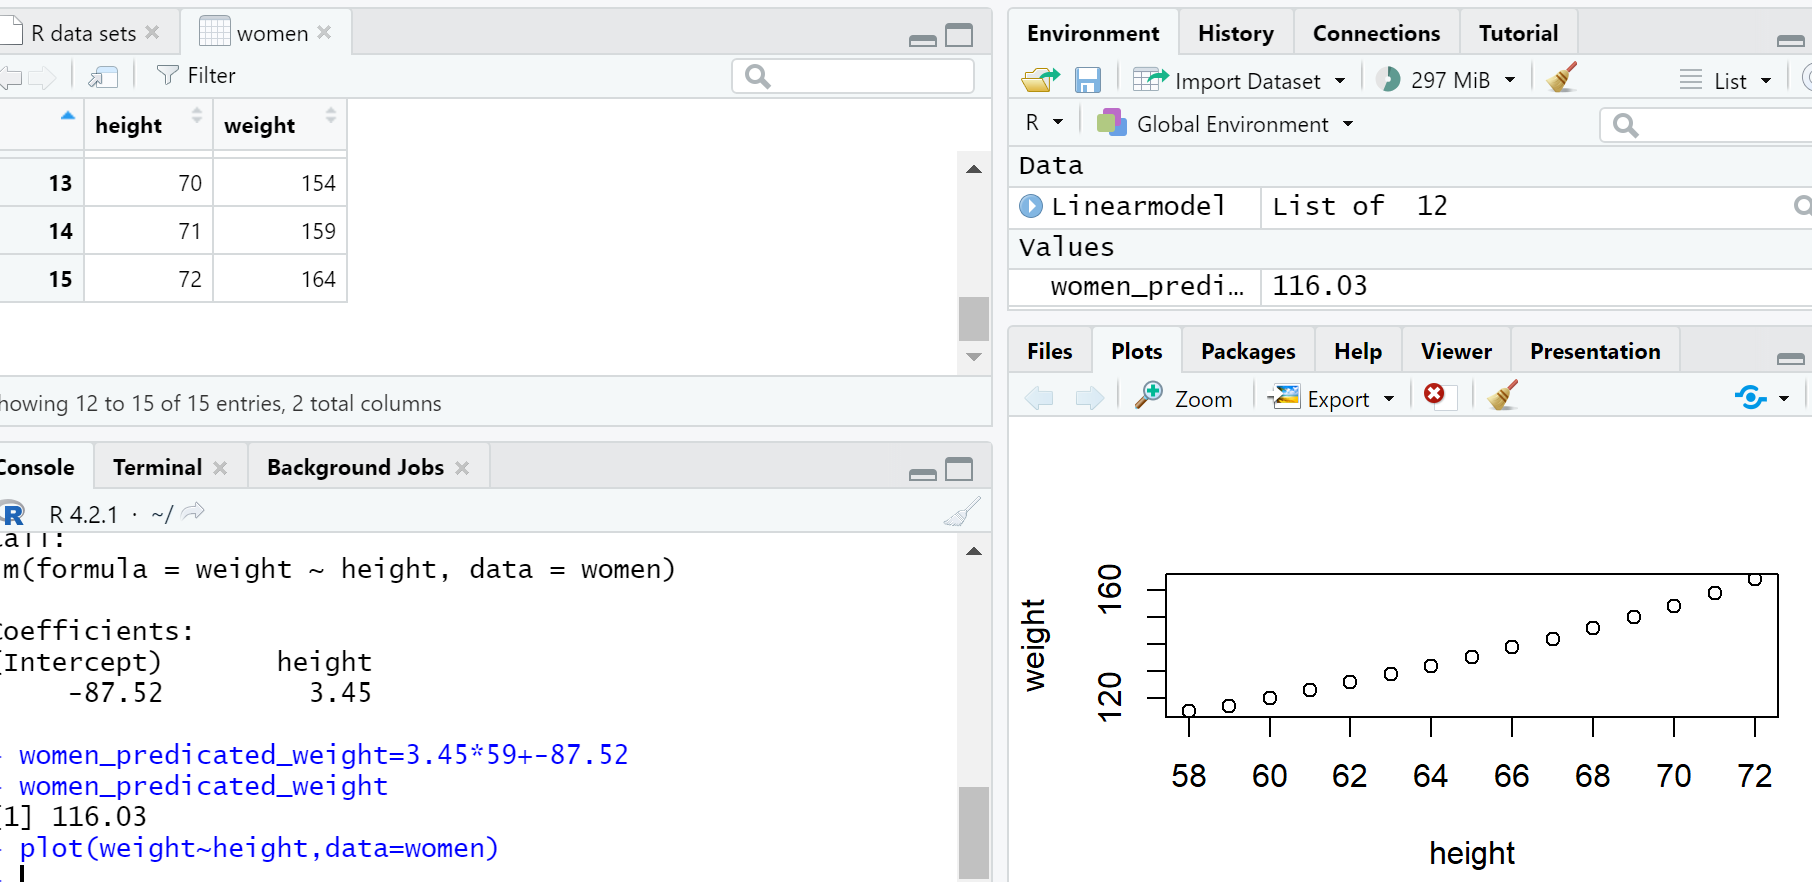 R data sets
women
Filter
height weight
13 70 154
14 71 159
15 72 164
howing 12 to 15 of 15 entries, 2 total columns
Console Terminal Background Jobs
R R 4.2.1 · ~/
m(formula = weight ~ height, data = women)
oefficients:
(Intercept) height
-87.52 3.45
women_predicated_weight=3.45*59+-87.52
women_predicated_weight
1] 116.03
plot(weight~height,data=women)
Environment History Connections Tutorial
Import Dataset 297 MiB List
R Global Environment
Data
Linearmodel List of 12
Values
women_predi… 116.03
Files Plots Packages Help Viewer Presentation
Zoom Export
weight
160
120
58 60 62 64 66 68 70 72
height